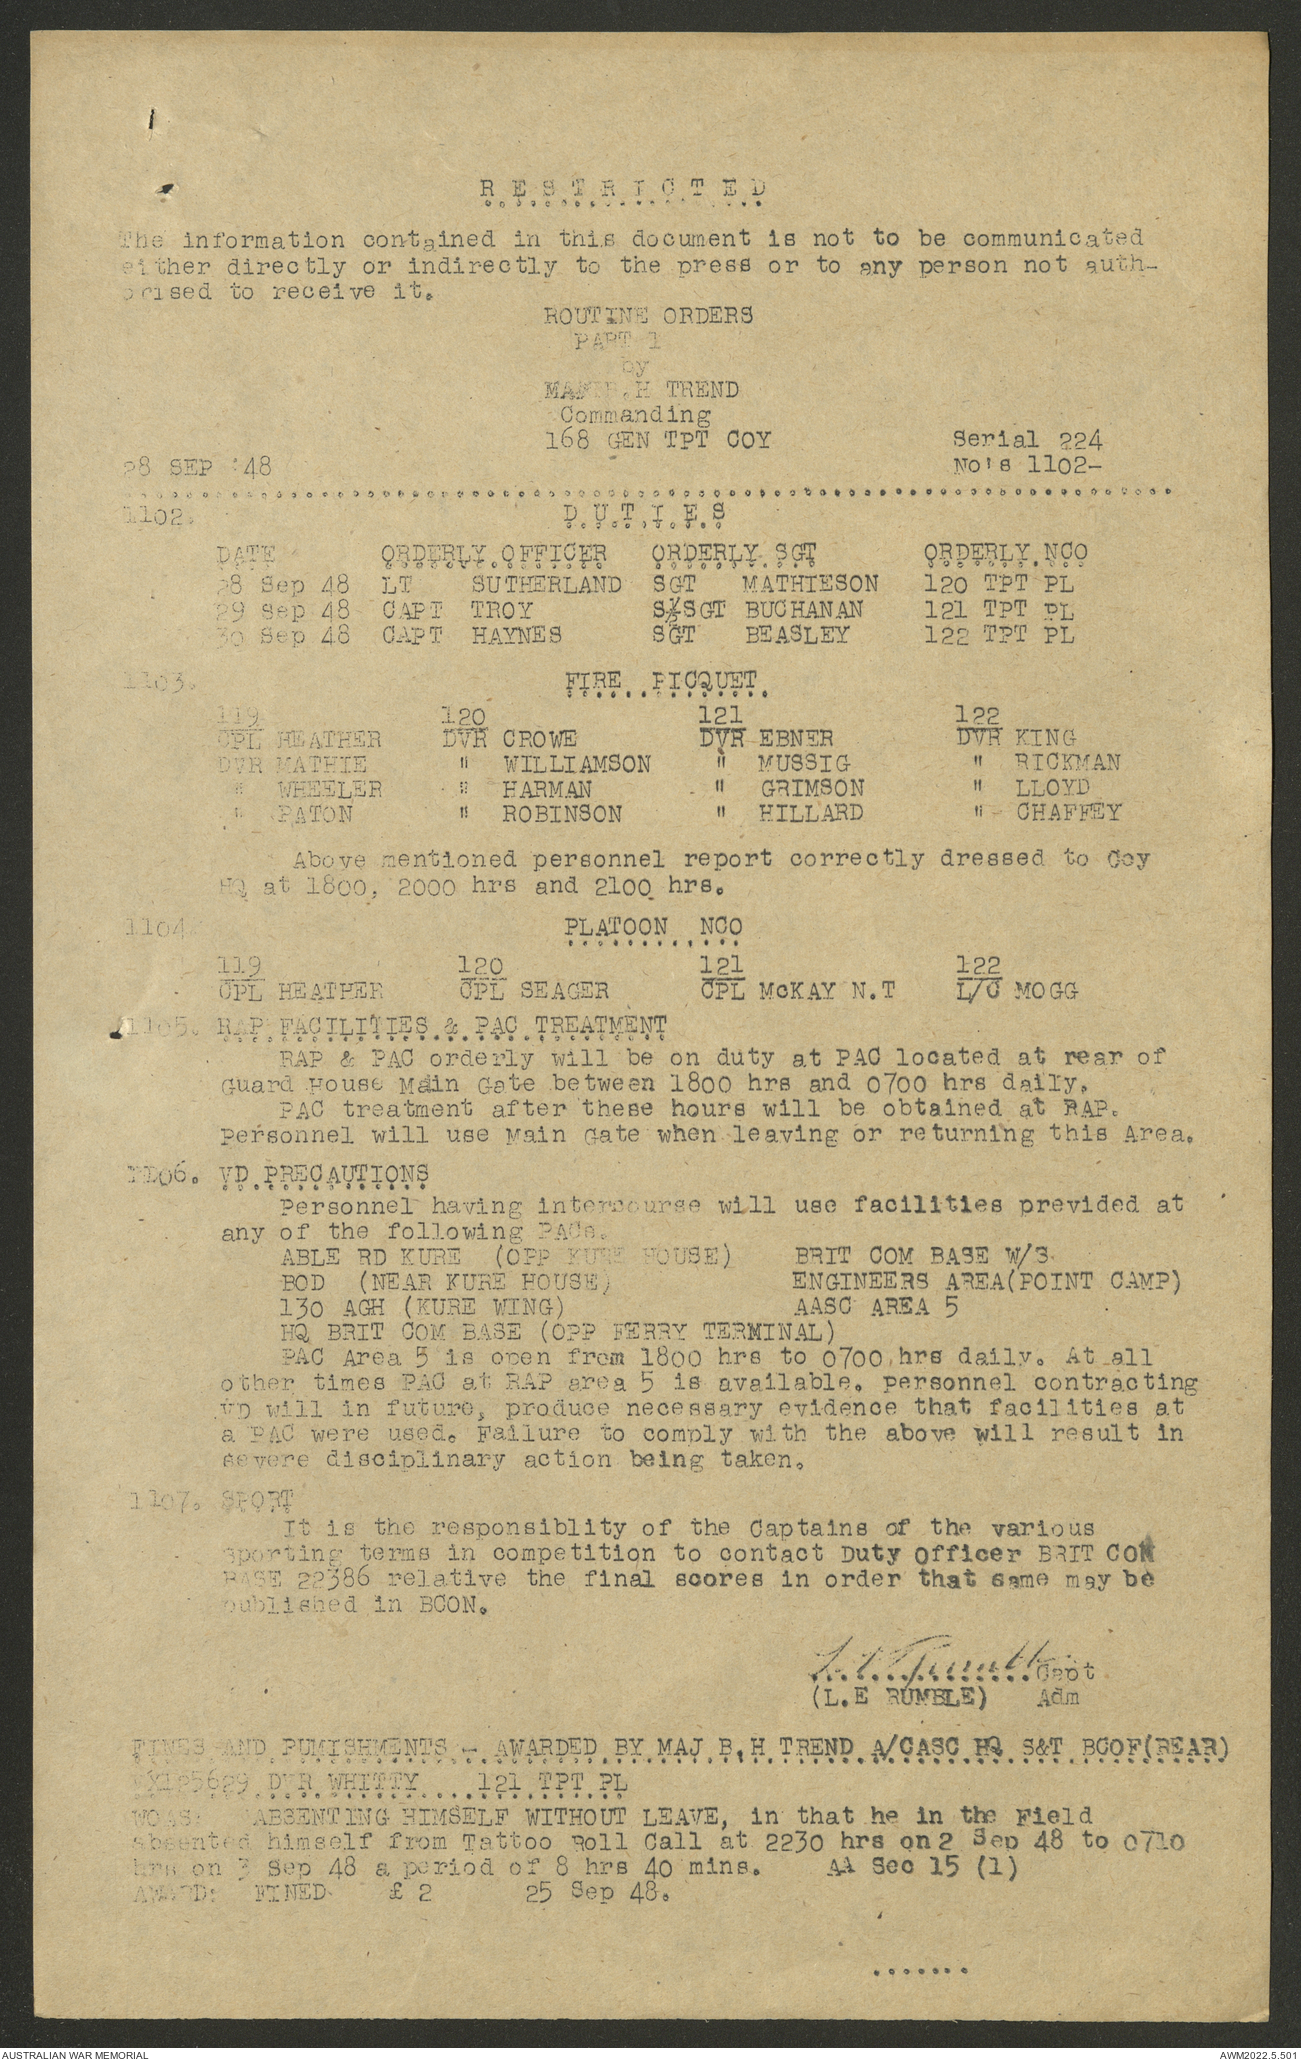 R E S T R I C T E D
The information contained in this document is not to be communicated
either directly or indirectly to the press or to any person not auth-
orised to receive it.
ROUTINE ORDERS
PART 1
by
MAJ B.H TREND
Commanding
168 GEN TPT COY Serial 224
28 SEP '48 No's 1102-
1102. D U T I E S
DATE ORDERLY OFFICER ORDERLY SGT ORDERLY NCO
28 Sep 48 LT SUTHERLAND SGT MATHIESON 120 TPT PL
29 Sep 48 CAPT TROY S/SGT BUCHANAN 121 TPT PL
30 Sep 48 CAPT HAYNES SGT BEASLEY 122 TPT PL
1103. FIRE PICQUET
119 120 121 122
CPL HEATHER DVR CROWE DVR EBNER DVR KING
DVR MATHIE " WILLIAMSON " MUSSIG " RICKMAN
" WHEELER " HARMAN " GRIMSON " LLOYD
" PATON " ROBINSON " HILLARD " CHAFFEY
Above mentioned personnel report correctly dressed to Coy
HQ at 1800, 2000 hrs and 2100 hrs.
1104 PLATOON NCO
119 120 121 122
CPL HEATHER CPL SEAGER CPL McKAY N.T L/C MOGG
1105. RAP FACILITIES & PAC TREATMENT
RAP & PAC orderly will be on duty at PAC located at rear of
Guard House Main Gate between 1800 hrs and 0700 hrs daily.
PAC treatment after these hours will be obtained at RAP.
Personnel will use Main Gate when leaving or returning this Area.
1106. VD PRECAUTIONS
Personnel having intercourse will use facilities previded at
any of the following PACs.
ABLE RD KURE (OPP KURE HOUSE) BRIT COM BASE W/S
BOD (NEAR KURE HOUSE) ENGINEERS AREA(POINT CAMP)
130 AGH (KURE WING) AASC AREA 5
HQ BRIT COM BASE (OPP FERRY TERMINAL)
PAC Area 5 is open from 1800 hrs to 0700 hrs daily. At all
other times PAC at RAP area 5 is available. Personnel contracting
VD will in future, produce necessary evidence that facilities at
a PAC were used. Failure to comply with the above will result in
severe disciplinary action being taken.
1107. SPORT
It is the responsiblity of the Captains of the various
sporting terms in competition to contact Duty Officer BRIT COM
BASE 22386 relative the final scores in order that same may be
published in BCON.
Capt
(L.E RUMBLE) Adm
FINES AND PUMISHMENTS - AWARDED BY MAJ B.H TREND A/CASC HQ S&T BCOF(REAR)
DVR WHITTY 121 TPT PL
WOAS: ABSENTING HIMSELF WITHOUT LEAVE, in that he in the Field
absented himself from Tattoo Roll Call at 2230 hrs on 2 Sep 48 to 0710
hrs on 3 Sep 48 a period of 8 hrs 40 mins. AA Sec 15 (1)
AWARD: FINED £ 2 25 Sep 48.
AUSTRALIAN WAR MEMORIAL AWM2022.5.501